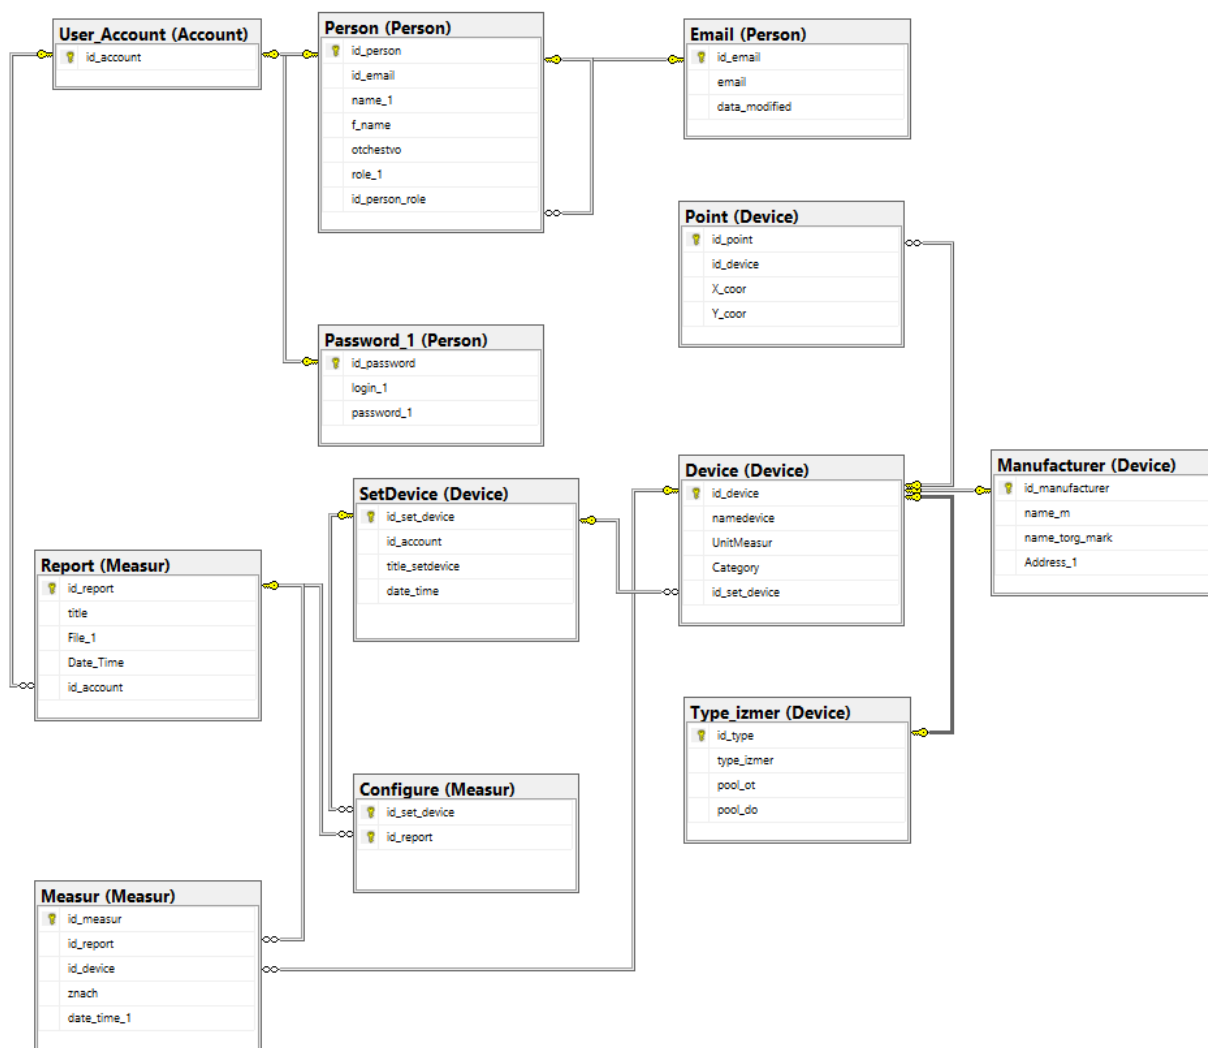 User_Account (Account)
id_account
Person (Person)
id_person
id_email
name_1
f_name
otchestvo
role_1
id_person_role
Email (Person)
id_email
email
data_modified
Point (Device)
id_point
id_device
X_coor
Y_coor
Password_1 (Person)
id_password
login_1
password_1
Device (Device)
id_device
namedevice
UnitMeasur
Category
id_set_device
Manufacturer (Device)
id_manufacturer
name_m
name_torg_mark
Address_1
SetDevice (Device)
id_set_device
id_account
title_setdevice
date_time
Report (Measur)
id_report
title
File_1
Date_Time
id_account
Type_izmer (Device)
id_type
type_izmer
pool_ot
pool_do
Configure (Measur)
id_set_device
id_report
Measur (Measur)
id_measur
id_report
id_device
znach
date_time_1